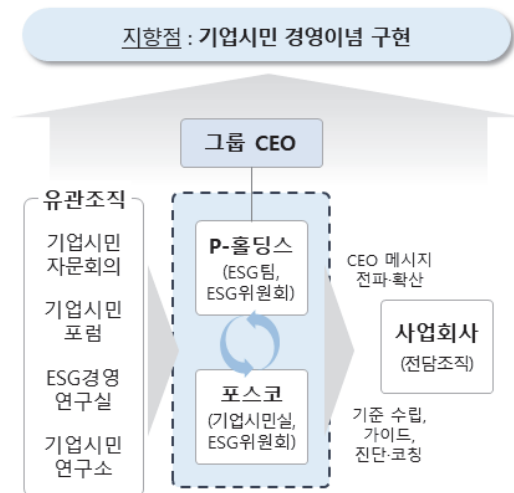 지향점 : 기업시민 경영이념 구현
그룹 CEO
유관조직
기업시민
자문회의
기업시민
포럼
ESG경영
연구실
기업시민
연구소
P-홀딩스
(ESG팀,
ESG위원회)
포스코
(기업시민실,
ESG위원회)
CEO 메시지
전파·확산
사업회사
(전담조직)
기준 수립,
가이드,
진단·코칭